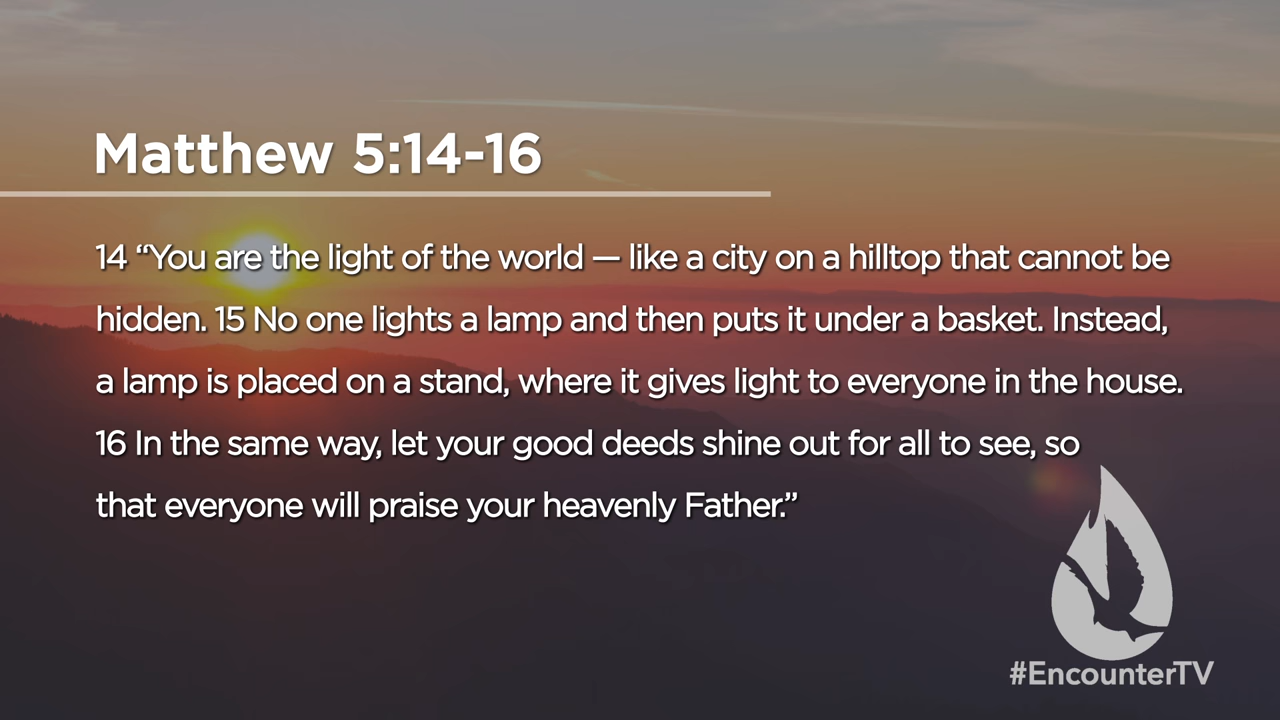 Matthew 5:14-16
14 “You are the light of the world — like a city on a hilltop that cannot be
hidden. 15 No one lights a lamp and then puts it under a basket. Instead,
a lamp is placed on a stand, where it gives light to everyone in the house.
16 In the same way, let your good deeds shine out for all to see, so
that everyone will praise your heavenly Father.”
#EncounterTV